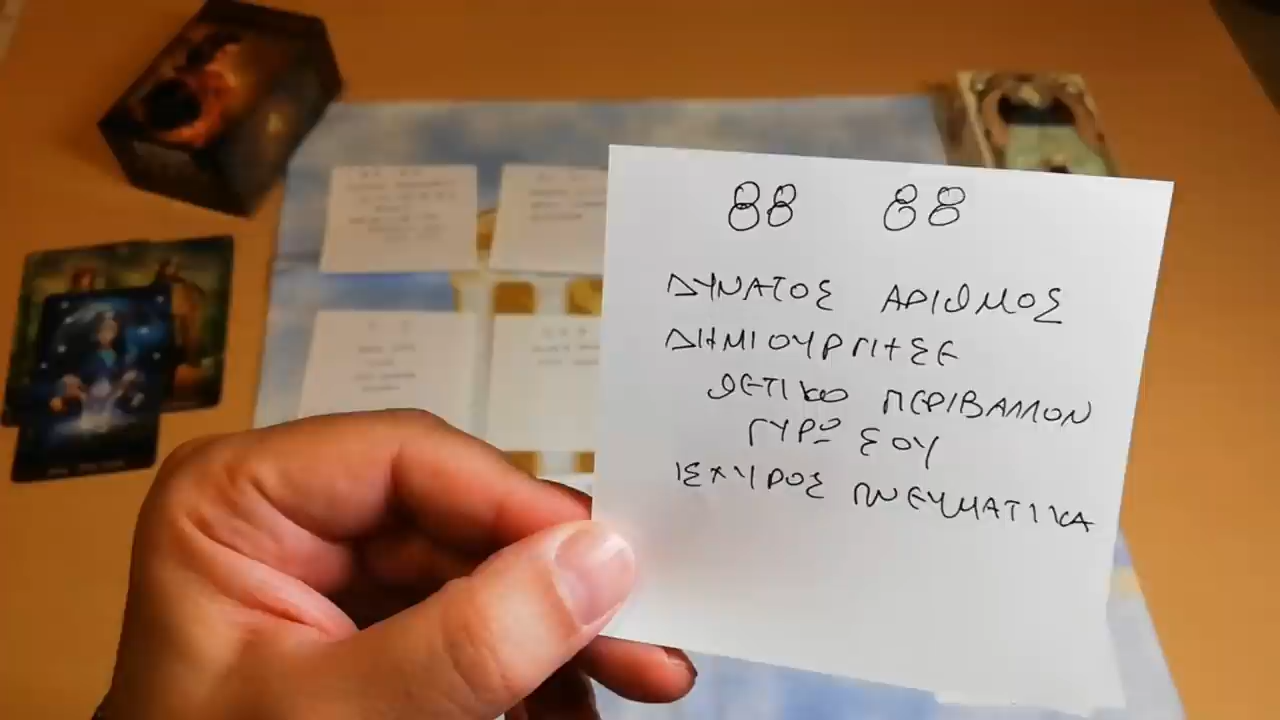 88 88
ΔΥΝΑΤΟΣ ΑΡΙΘΜΟΣ
ΔΗΜΙΟΥΡΓΗΣΕ
ΘΕΤΙΚΟ ΠΕΡΙΒΑΛΛΟΝ
ΓΥΡΩ ΣΟΥ
ΙΣΧΥΡΟΣ ΠΝΕΥΜΑΤΙΚΑ